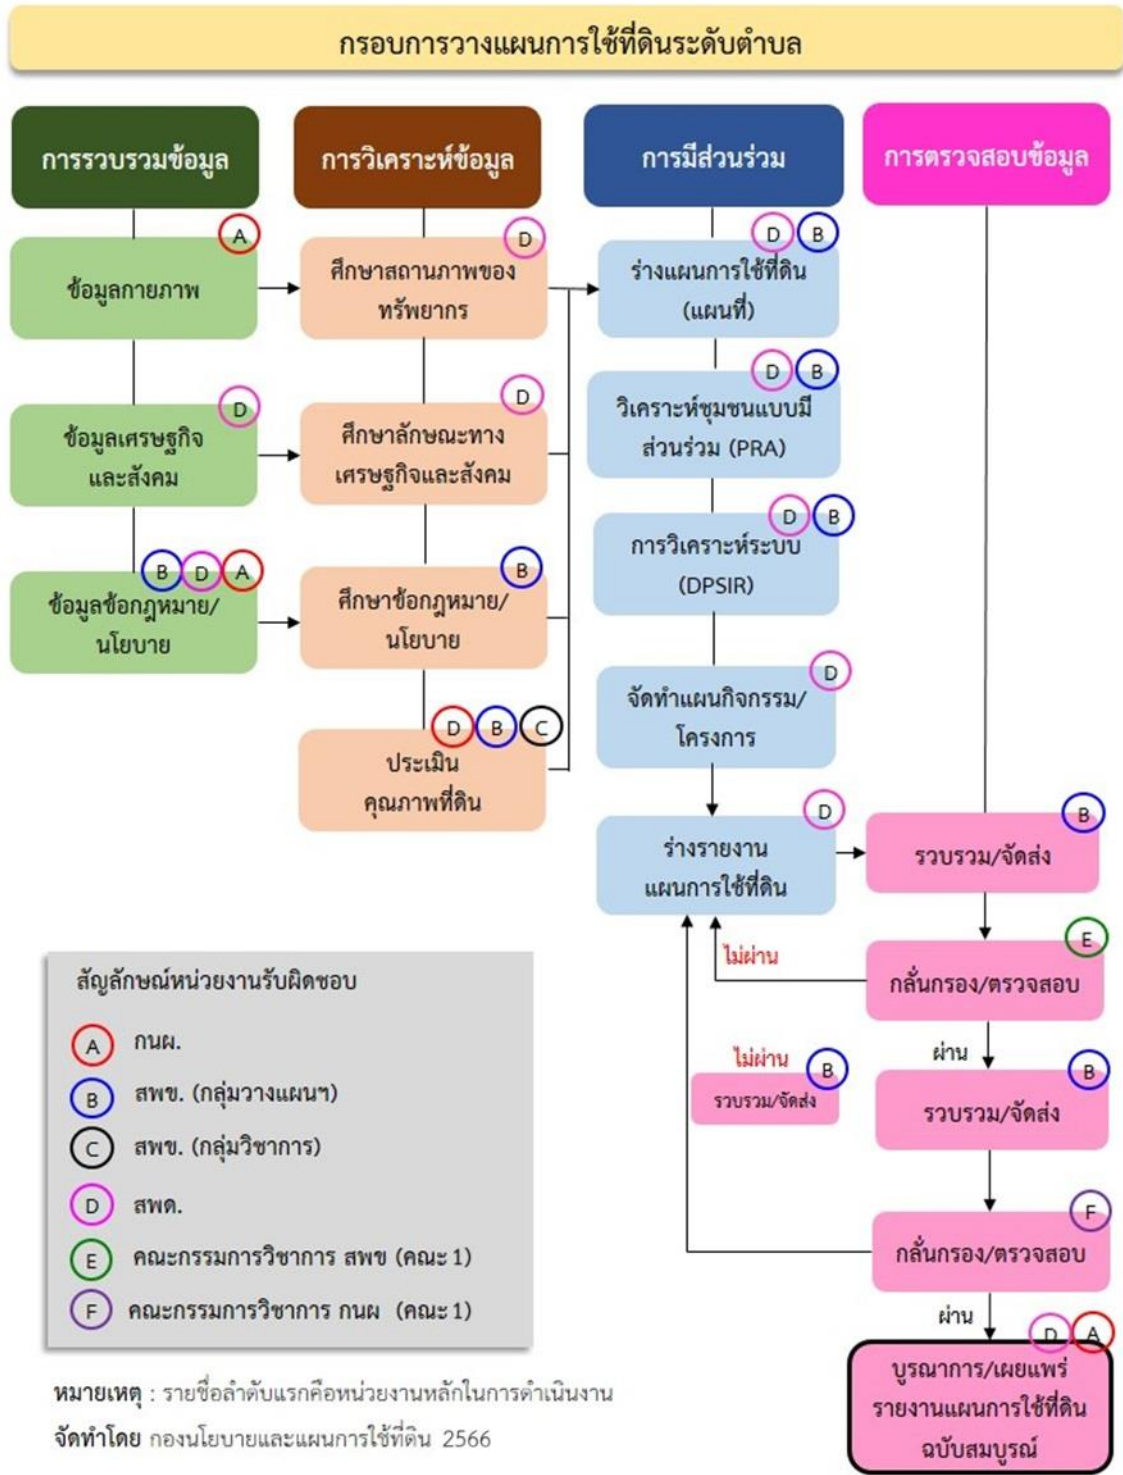 กรอบการวางแผนการใช้ที่ดินระดับตำบล
การรวบรวมข้อมูล
A
ข้อมูลกายภาพ
D
ข้อมูลเศรษฐกิจ
และสังคม
B D A
ข้อมูลข้อกฎหมาย/
นโยบาย
การวิเคราะห์ข้อมูล
D
ศึกษาสถานภาพของ
ทรัพยากร
D
ศึกษาลักษณะทาง
เศรษฐกิจและสังคม
B
ศึกษาข้อกฎหมาย/
นโยบาย
D B C
ประเมิน
คุณภาพที่ดิน
การมีส่วนร่วม
D B
ร่างแผนการใช้ที่ดิน
(แผนที่)
D B
วิเคราะห์ชุมชนแบบมี
ส่วนร่วม (PRA)
D B
การวิเคราะห์ระบบ
(DPSIR)
D
จัดทำแผนกิจกรรม/
โครงการ
D
ร่างรายงาน
แผนการใช้ที่ดิน
การตรวจสอบข้อมูล
B
รวบรวม/จัดส่ง
E
ไม่ผ่าน
กลั่นกรอง/ตรวจสอบ
ผ่าน
ไม่ผ่าน
B
รวบรวม/จัดส่ง
B
รวบรวม/จัดส่ง
F
กลั่นกรอง/ตรวจสอบ
ผ่าน
D A
บูรณาการ/เผยแพร่
รายงานแผนการใช้ที่ดิน
ฉบับสมบูรณ์
สัญลักษณ์หน่วยงานรับผิดชอบ
A กนผ.
B สพข. (กลุ่มวางแผนฯ)
C สพข. (กลุ่มวิชาการ)
D สพด.
E คณะกรรมการวิชาการ สพข (คณะ 1)
F คณะกรรมการวิชาการ กนผ (คณะ 1)
หมายเหตุ : รายชื่อลำดับแรกคือหน่วยงานหลักในการดำเนินงาน
จัดทำโดย กองนโยบายและแผนการใช้ที่ดิน 2566